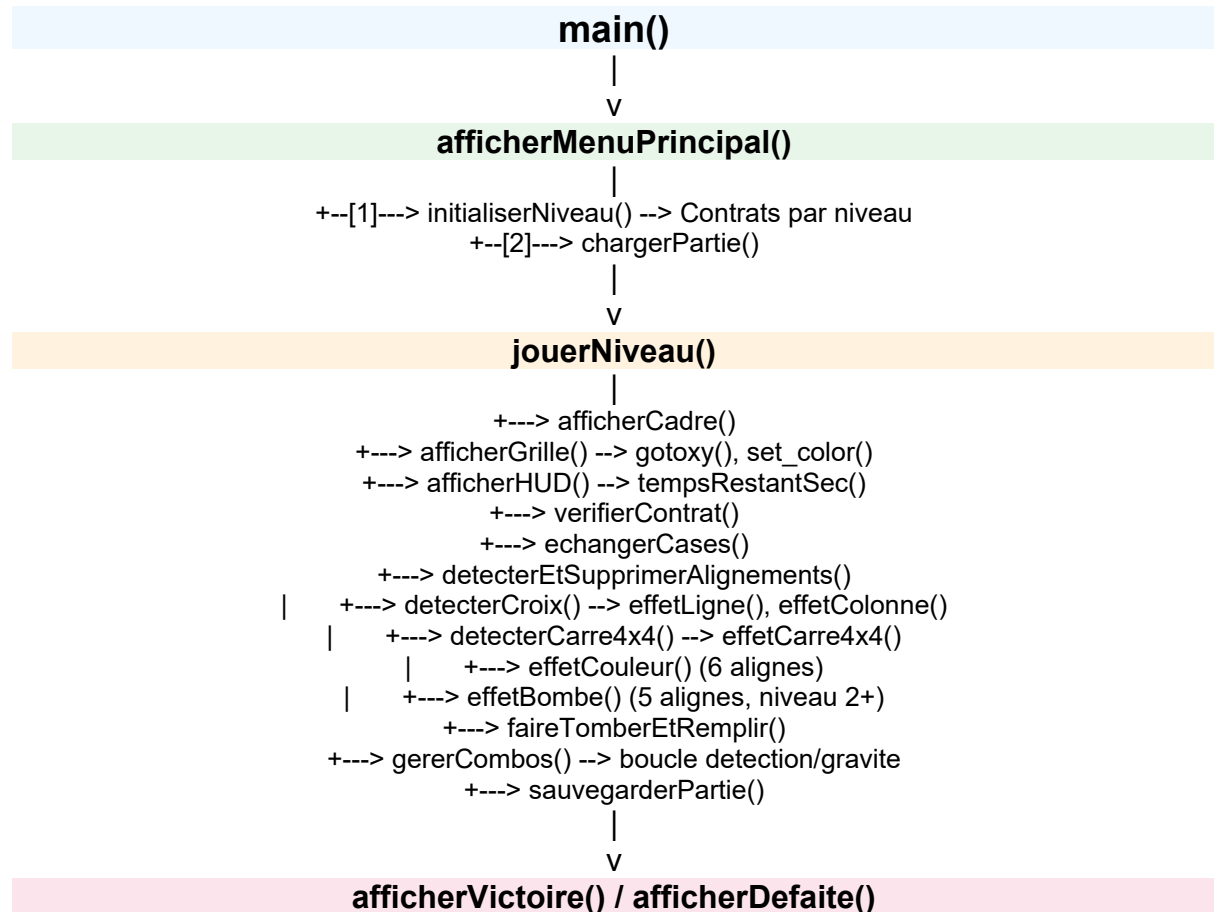 main()
|
v
afficherMenuPrincipal()
|
+--[1]---> initialiserNiveau() --> Contrats par niveau
+--[2]---> chargerPartie()
|
v
jouerNiveau()
|
+---> afficherCadre()
+---> afficherGrille() --> gotoxy(), set_color()
+---> afficherHUD() --> tempsRestantSec()
+---> verifierContrat()
+---> echangerCases()
+---> detecterEtSupprimerAlignements()
| +---> detecterCroix() --> effetLigne(), effetColonne()
| +---> detecterCarre4x4() --> effetCarre4x4()
| +---> effetCouleur() (6 alignes)
| +---> effetBombe() (5 alignes, niveau 2+)
+---> faireTomberEtRemplir()
+---> gererCombos() --> boucle detection/gravite
+---> sauvegarderPartie()
|
v
afficherVictoire() / afficherDefaite()